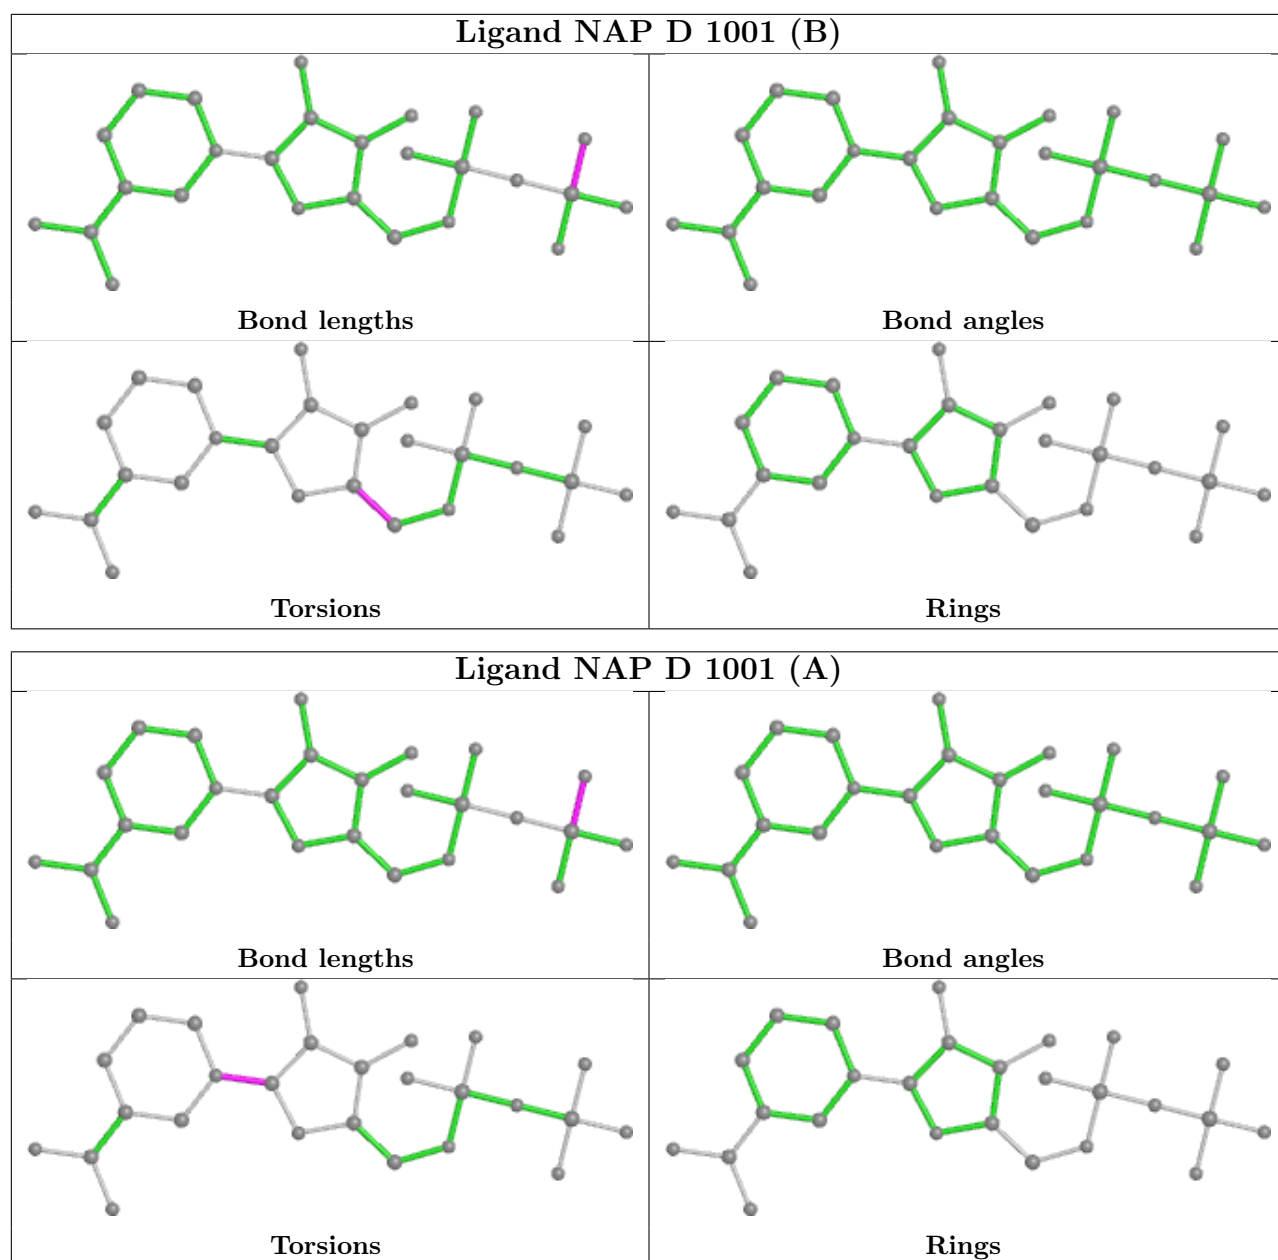 Ligand NAP D 1001 (B)
Bond lengths
Bond angles
Torsions
Rings
Ligand NAP D 1001 (A)
Bond lengths
Bond angles
Torsions
Rings